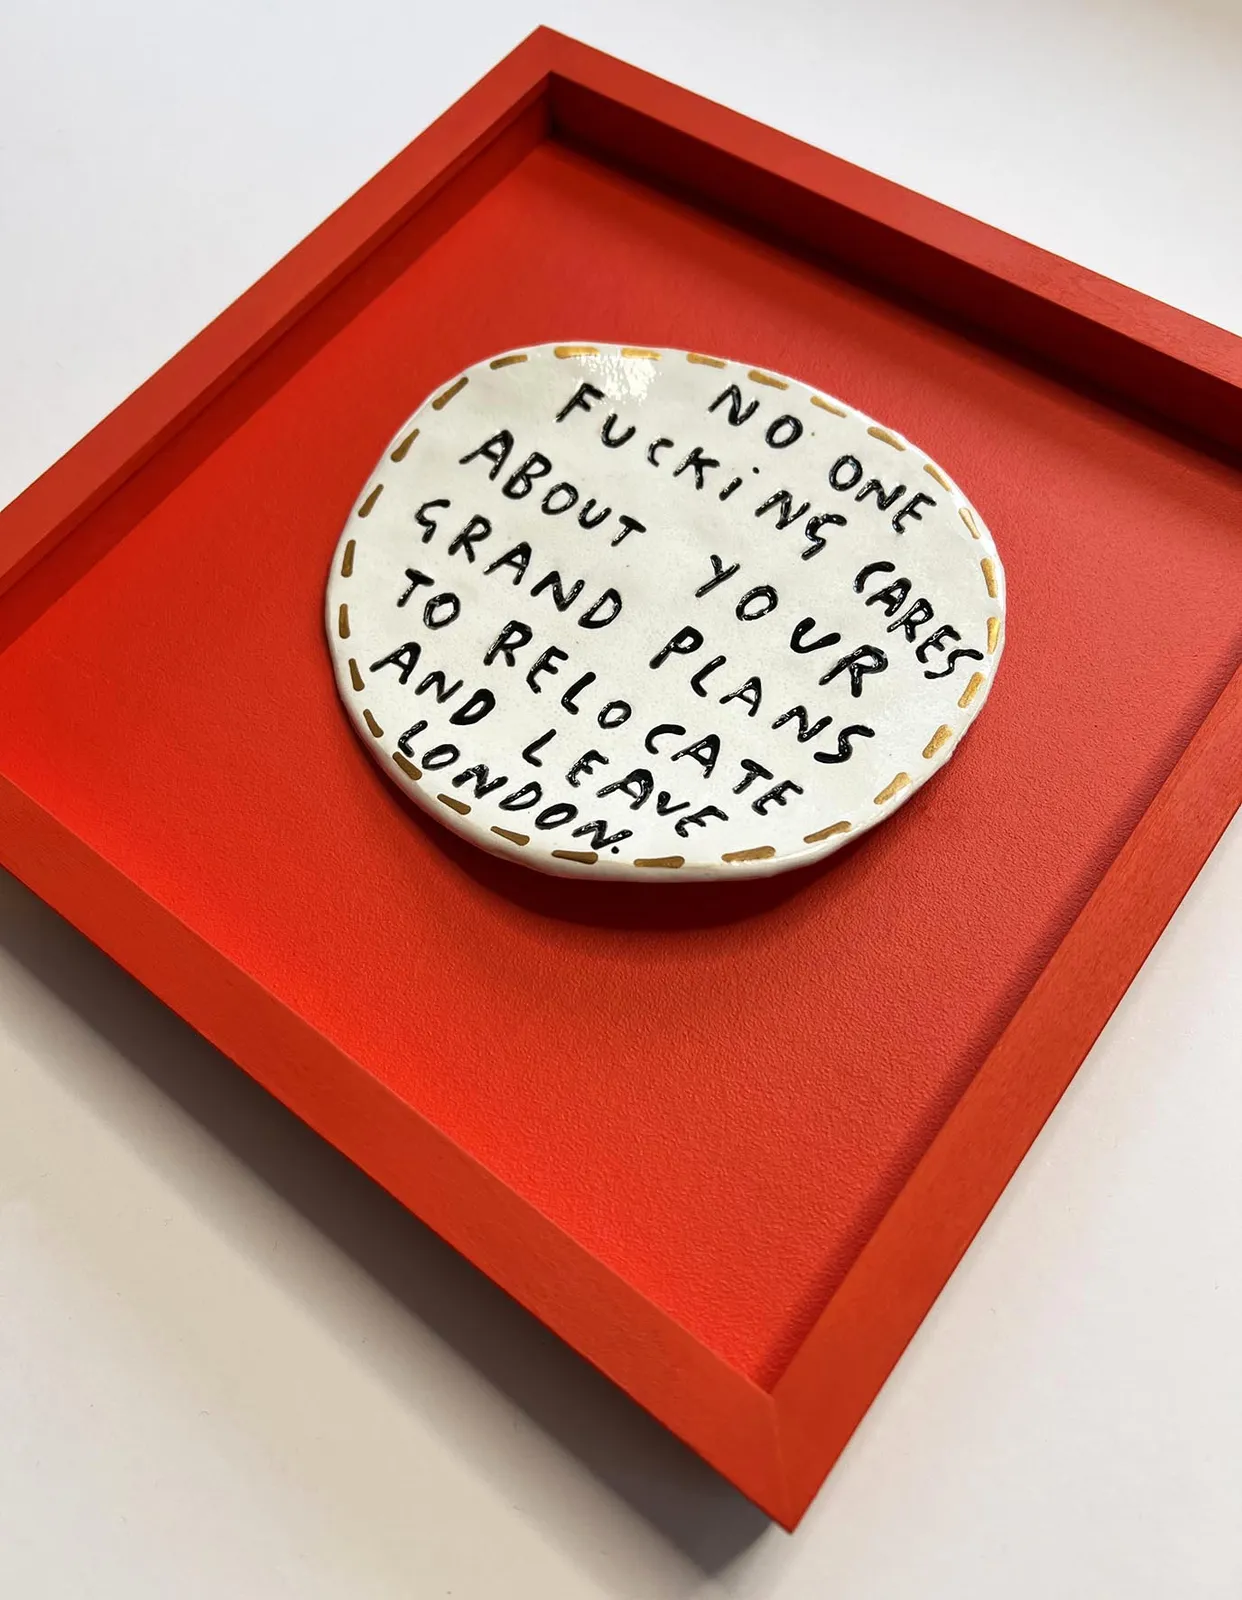 NO ONE
FUCKiNG CARES
ABOUT YOUR
GRAND PLANS
TO RELOCATE
AND LEAVE
LONDON.